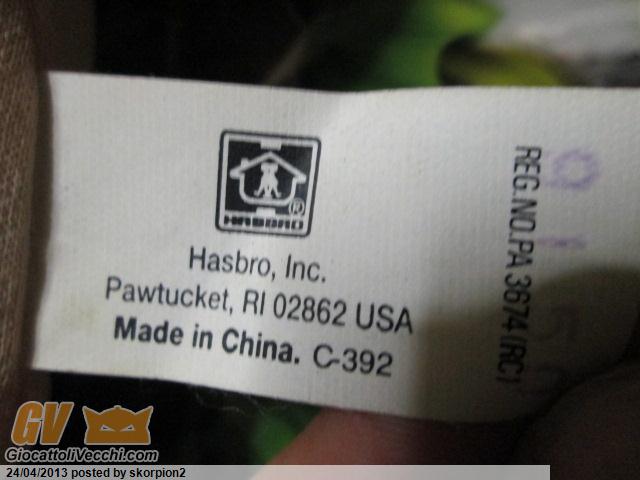 HASBRO
®
Hasbro, Inc.
Pawtucket, RI 02862 USA
Made in China. C-392
REG.NO.PA 3674 (RC)
GV
GiocattoliVecchi.com
24/04/2013 posted by skorpion2